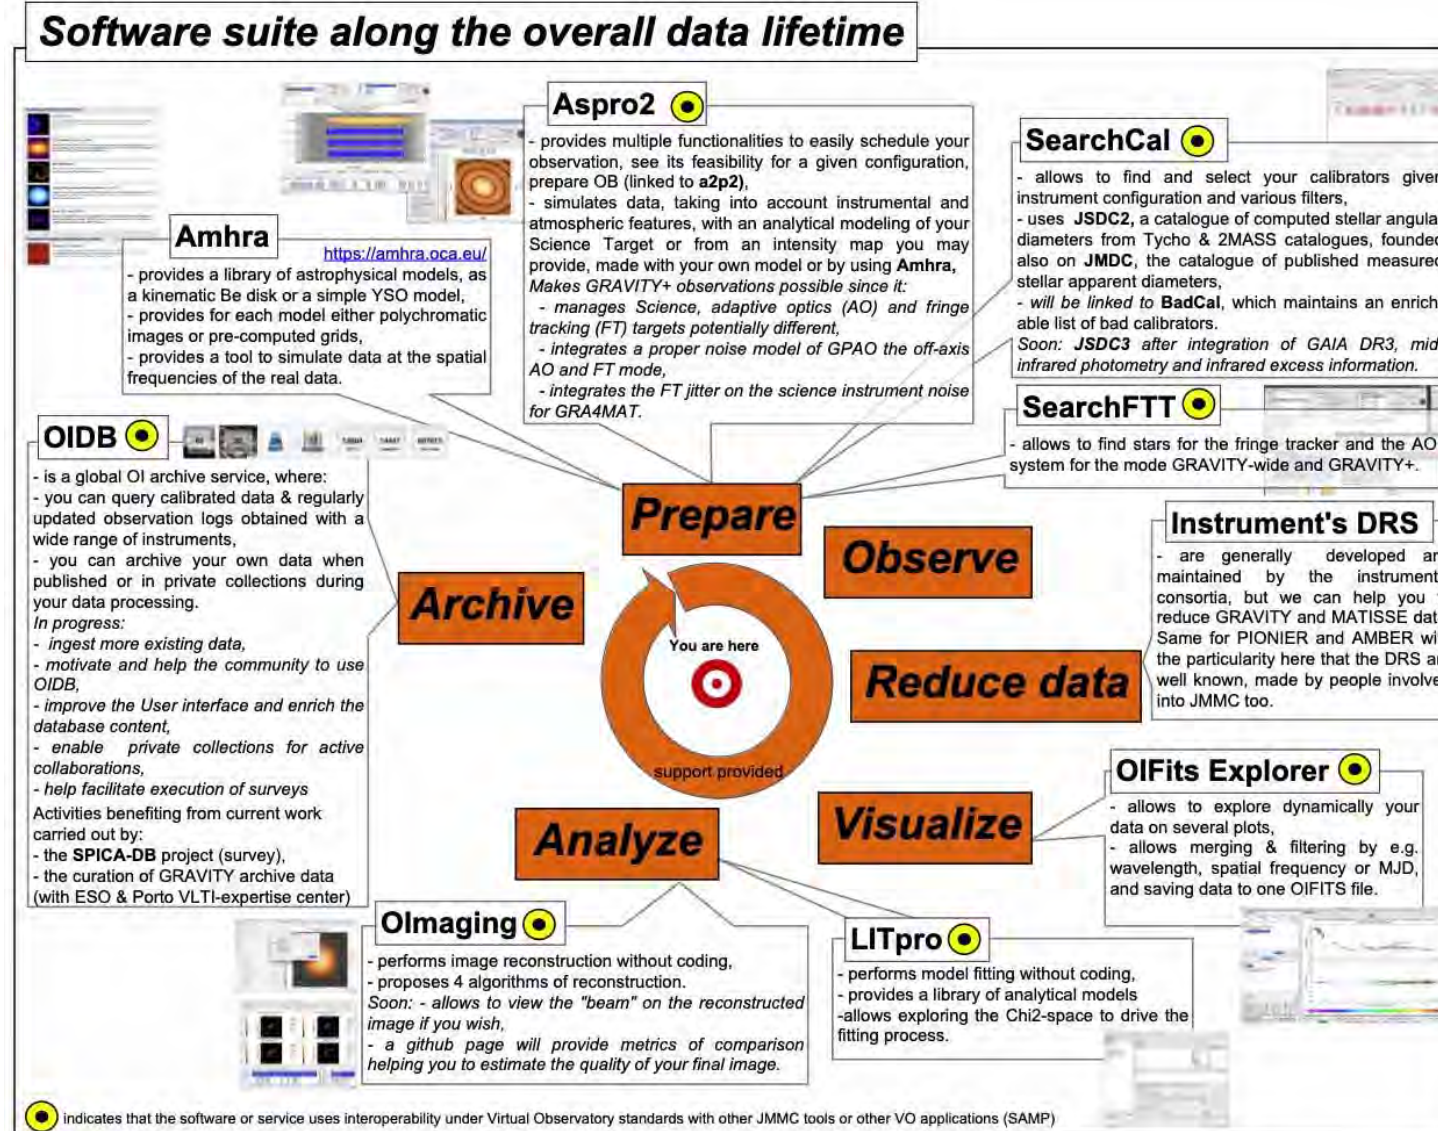 Software suite along the overall data lifetime
Aspro2
- provides multiple functionalities to easily schedule your
observation, see its feasibility for a given configuration,
prepare OB (linked to a2p2),
- simulates data, taking into account instrumental and
atmospheric features, with an analytical modeling of your
Science Target or from an intensity map you may
provide, made with your own model or by using Amhra,
Makes GRAVITY+ observations possible since it:
- manages Science, adaptive optics (AO) and fringe
tracking (FT) targets potentially different,
- integrates a proper noise model of GPAO the off-axis
AO and FT mode,
- integrates the FT jitter on the science instrument noise
for GRA4MAT.
SearchCal
- allows to find and select your calibrators given
instrument configuration and various filters,
- uses JSDC2, a catalogue of computed stellar angula
diameters from Tycho & 2MASS catalogues, founded
also on JMDC, the catalogue of published measured
stellar apparent diameters,
- will be linked to BadCal, which maintains an enrich
able list of bad calibrators.
Soon: JSDC3 after integration of GAIA DR3, mid
infrared photometry and infrared excess information.
Amhra
https://amhra.oca.eu/
- provides a library of astrophysical models, as
a kinematic Be disk or a simple YSO model,
- provides for each model either polychromatic
images or pre-computed grids,
- provides a tool to simulate data at the spatial
frequencies of the real data.
SearchFTT
- allows to find stars for the fringe tracker and the AO
system for the mode GRAVITY-wide and GRAVITY+.
OIDB
- is a global OI archive service, where:
- you can query calibrated data & regularly
updated observation logs obtained with a
wide range of instruments,
- you can archive your own data when
published or in private collections during
your data processing.
In progress:
- ingest more existing data,
- motivate and help the community to use
OIDB,
- improve the User interface and enrich the
database content,
- enable private collections for active
collaborations,
- help facilitate execution of surveys
Activities benefiting from current work
carried out by:
- the SPICA-DB project (survey),
- the curation of GRAVITY archive data
(with ESO & Porto VLTI-expertise center)
Prepare
Observe
Archive
You are here
Reduce data
support provided
Visualize
Analyze
Instrument's DRS
- are generally developed an
maintained by the instrument
consortia, but we can help you
reduce GRAVITY and MATISSE dat
Same for PIONIER and AMBER wi
the particularity here that the DRS a
well known, made by people involve
into JMMC too.
OIFits Explorer
- allows to explore dynamically your
data on several plots,
- allows merging & filtering by e.g.
wavelength, spatial frequency or MJD,
and saving data to one OIFITS file.
OImaging
- performs image reconstruction without coding,
- proposes 4 algorithms of reconstruction.
Soon: - allows to view the "beam" on the reconstructed
image if you wish,
- a github page will provide metrics of comparison
helping you to estimate the quality of your final image.
LITpro
- performs model fitting without coding,
- provides a library of analytical models
-allows exploring the Chi2-space to drive the
fitting process.
indicates that the software or service uses interoperability under Virtual Observatory standards with other JMMC tools or other VO applications (SAMP)